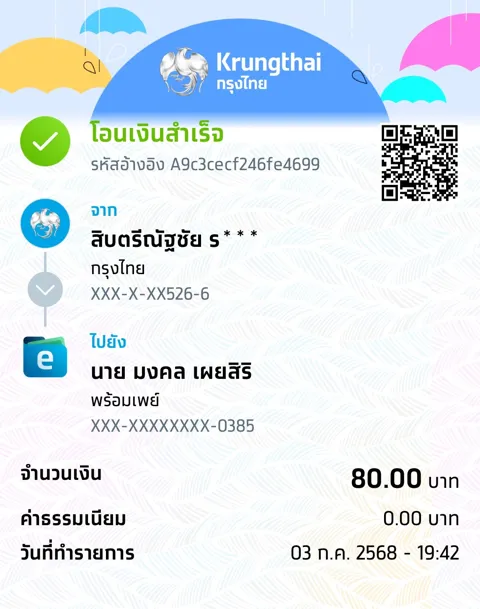 Krungthai
กรุงไทย
โอนเงินสำเร็จ
รหัสอ้างอิง A9c3cecf246fe4699
จาก
สิบตรีณัฐชัย ร***
กรุงไทย
XXX-X-XX526-6
ไปยัง
e
นาย มงคล เผยสิริ
พร้อมเพย์
XXX-XXXXXXXX-0385
จำนวนเงิน 80.00 บาท
ค่าธรรมเนียม 0.00 บาท
วันที่ทำรายการ 03 ก.ค. 2568 - 19:42